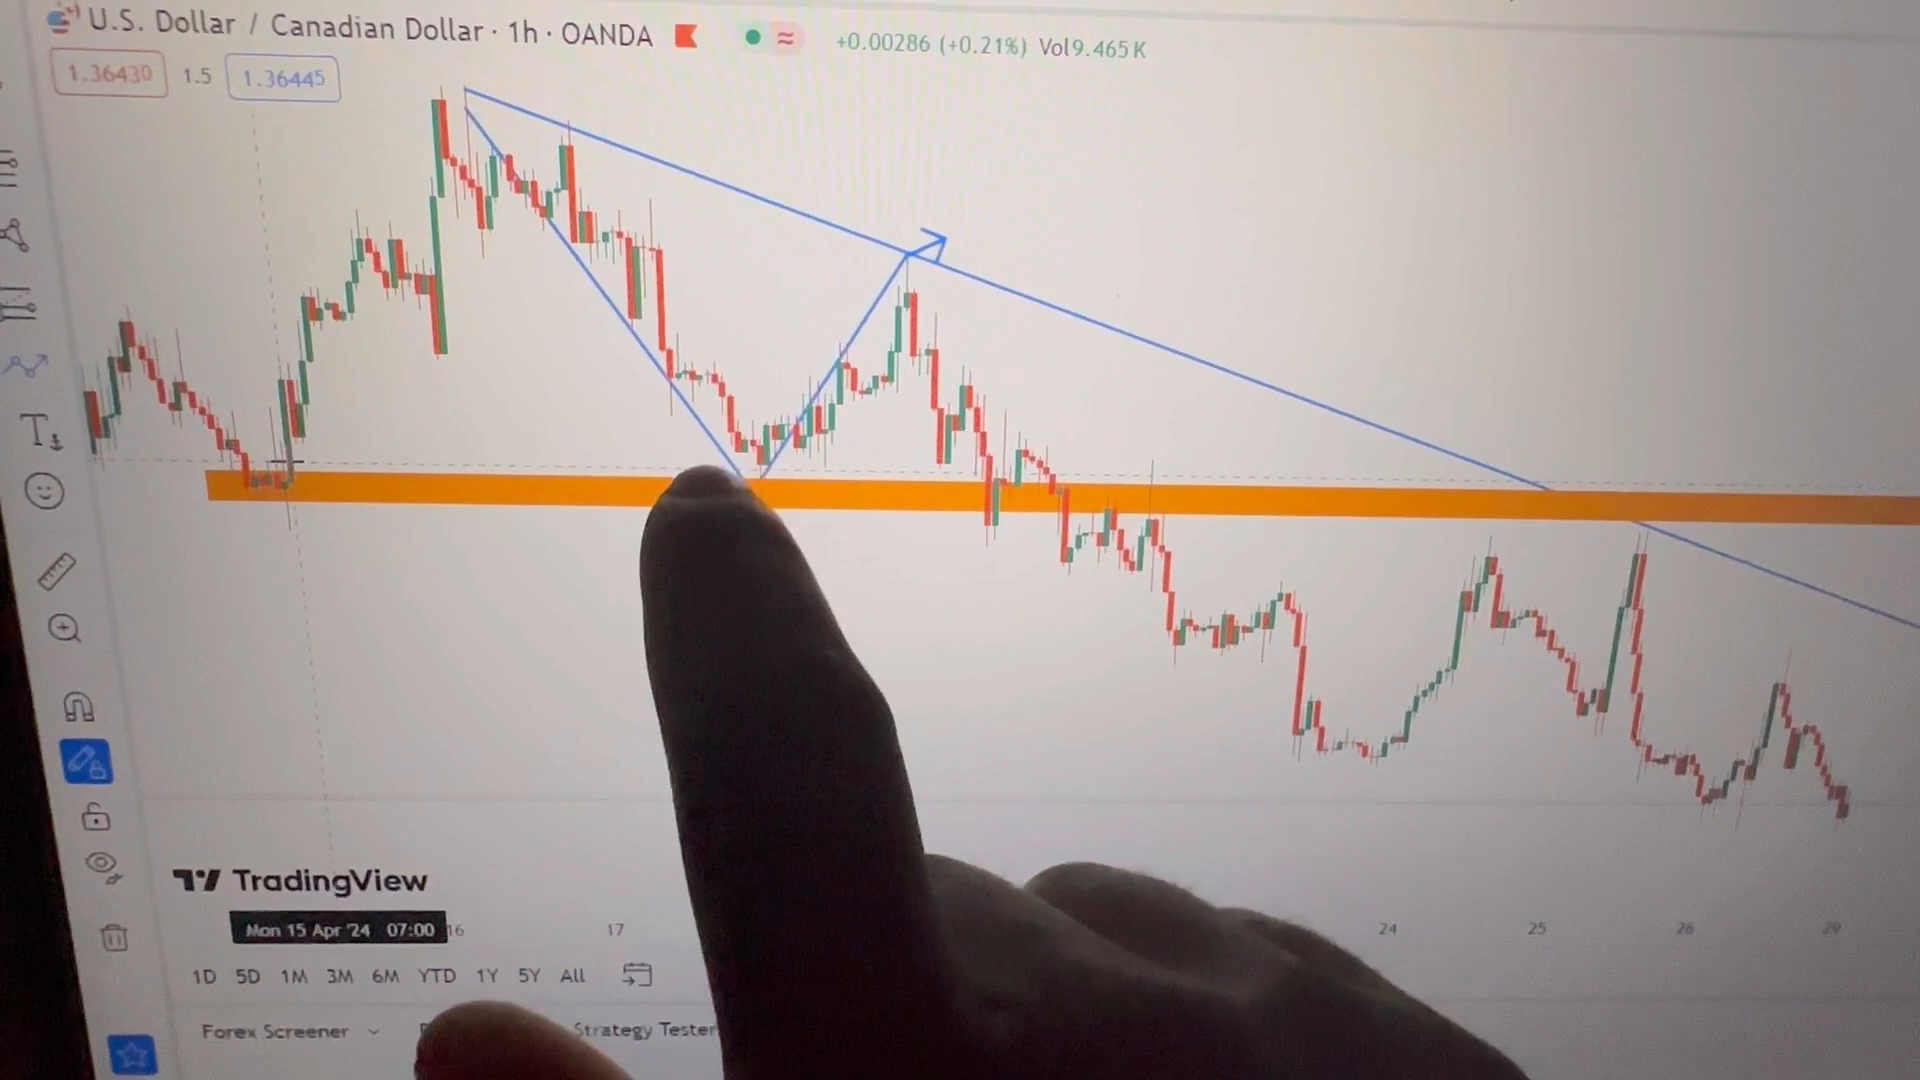 U.S. Dollar / Canadian Dollar · 1h · OANDA
+0.00286 (+0.21%) Vol 9.465 K
1.36430 1.5 1.36445
TradingView
Mon 15 Apr '24 07:00 16 17 24 25 26 29
1D 5D 1M 3M 6M YTD 1Y 5Y All
Forex Screener Strategy Tester